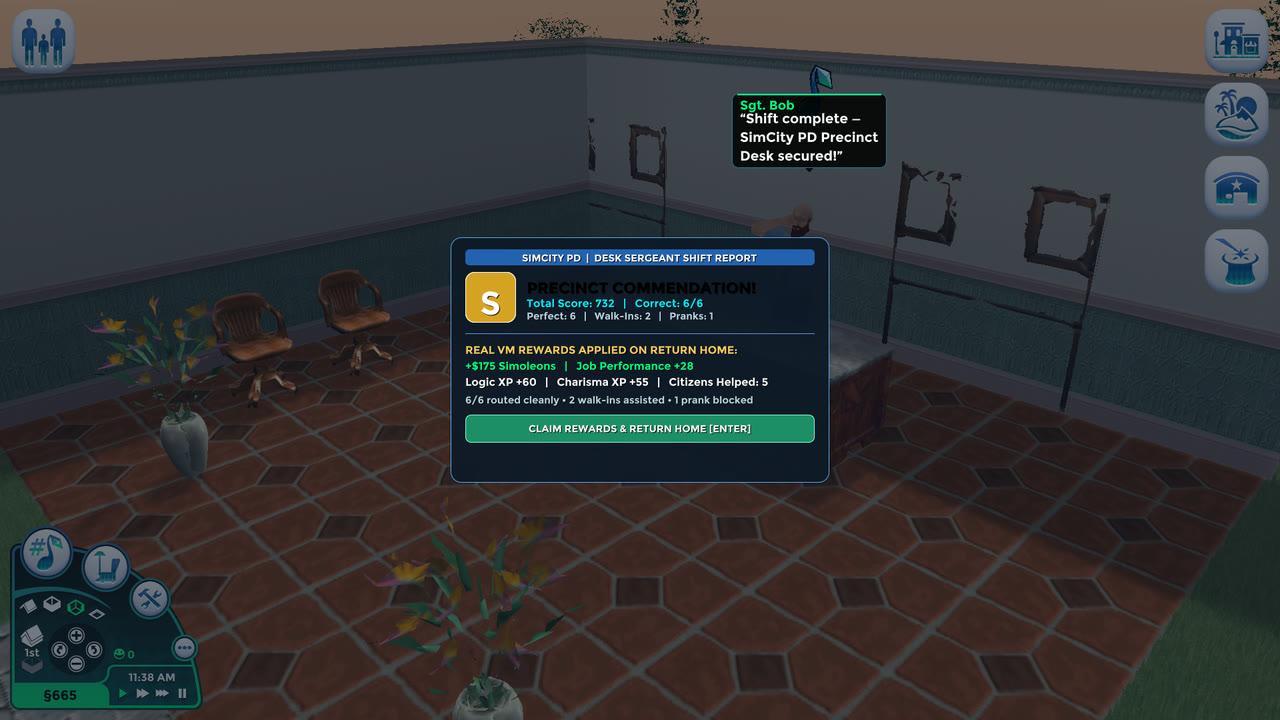 Sgt. Bob
“Shift complete –
SimCity PD Precinct
Desk secured!”
SIMCITY PD | DESK SERGEANT SHIFT REPORT
S
PRECINCT COMMENDATION!
Total Score: 732 | Correct: 6/6
Perfect: 6 | Walk-Ins: 2 | Pranks: 1
REAL VM REWARDS APPLIED ON RETURN HOME:
+$175 Simoleons | Job Performance +28
Logic XP +60 | Charisma XP +55 | Citizens Helped: 5
6/6 routed cleanly • 2 walk-ins assisted • 1 prank blocked
CLAIM REWARDS & RETURN HOME [ENTER]
#
1st
0
11:38 AM
§665